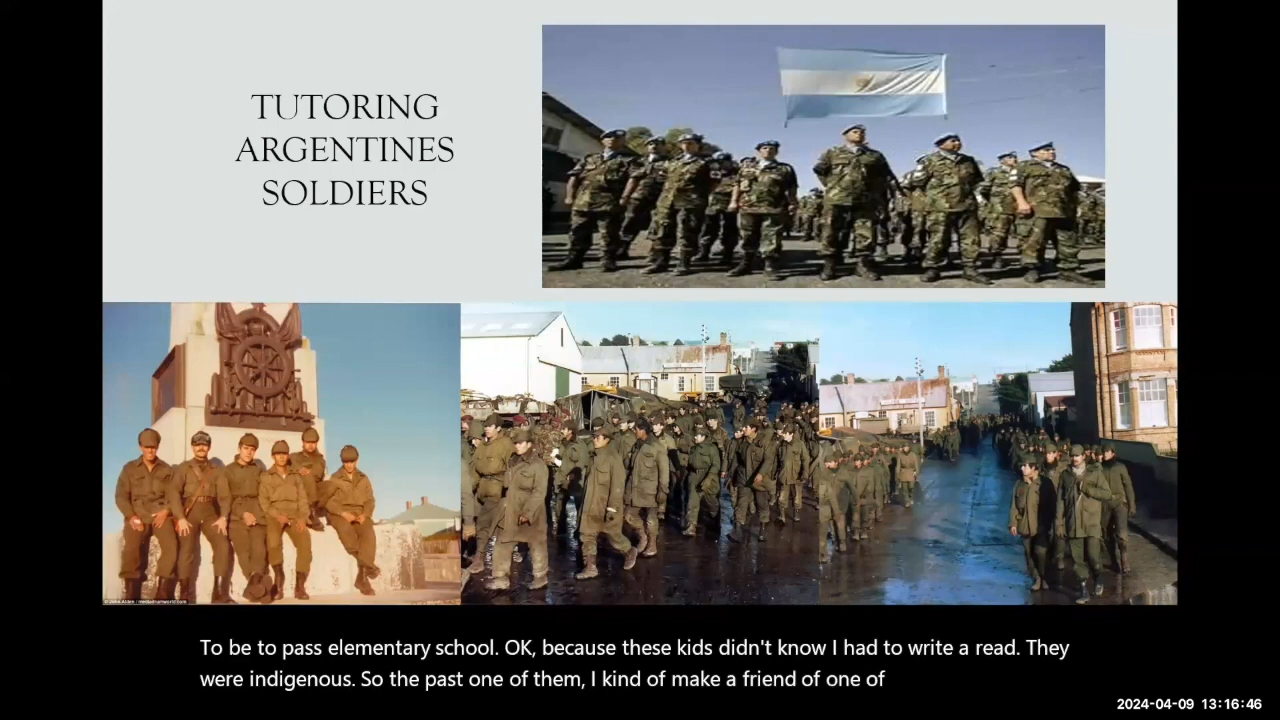 TUTORING
ARGENTINES
SOLDIERS
To be to pass elementary school. OK, because these kids didn't know I had to write a read. They
were indigenous. So the past one of them, I kind of make a friend of one of
2024-04-09 13:16:46